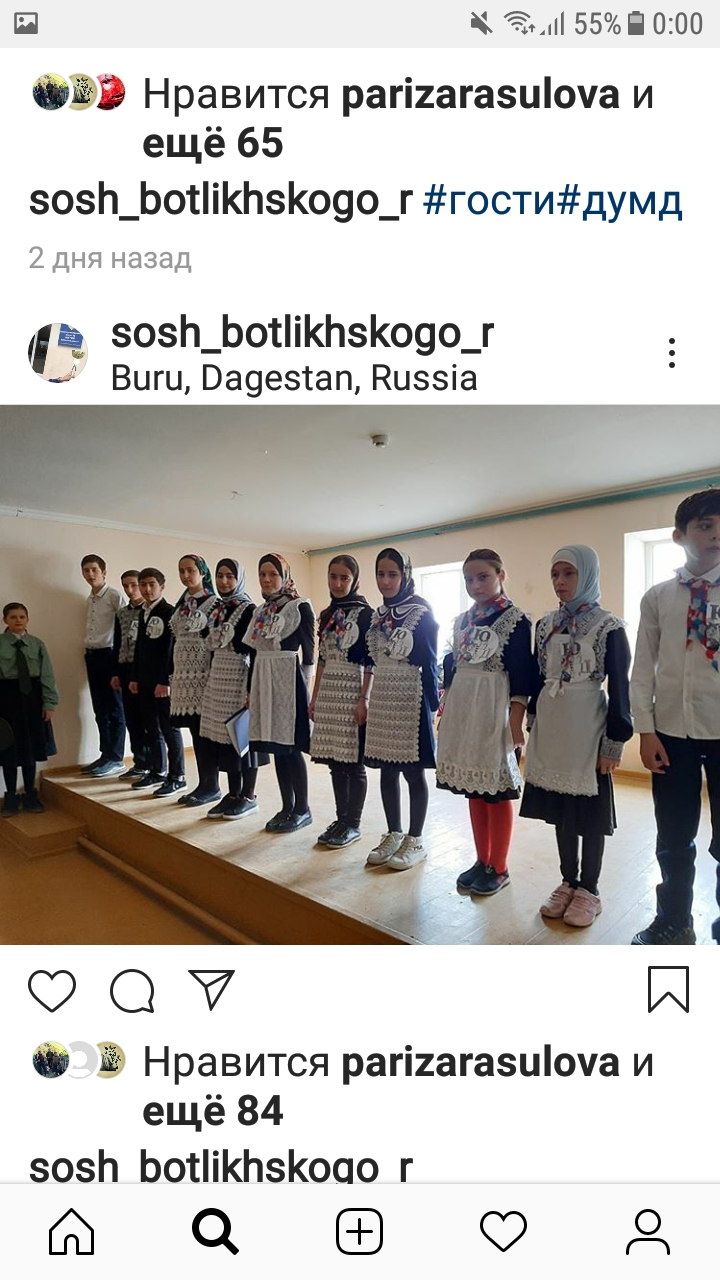 55% 0:00
Нравится parizarasulova и
ещё 65
sosh_botlikhskogo_r #гости#думд
2 дня назад
sosh_botlikhskogo_r
Buru, Dagestan, Russia
Нравится parizarasulova и
ещё 84
sosh_botlikhskogo_r